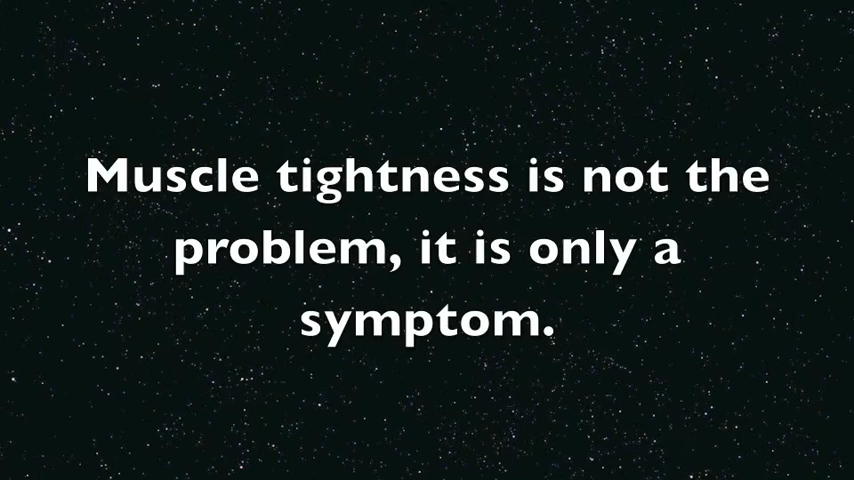 Muscle tightness is not the
problem, it is only a
symptom.